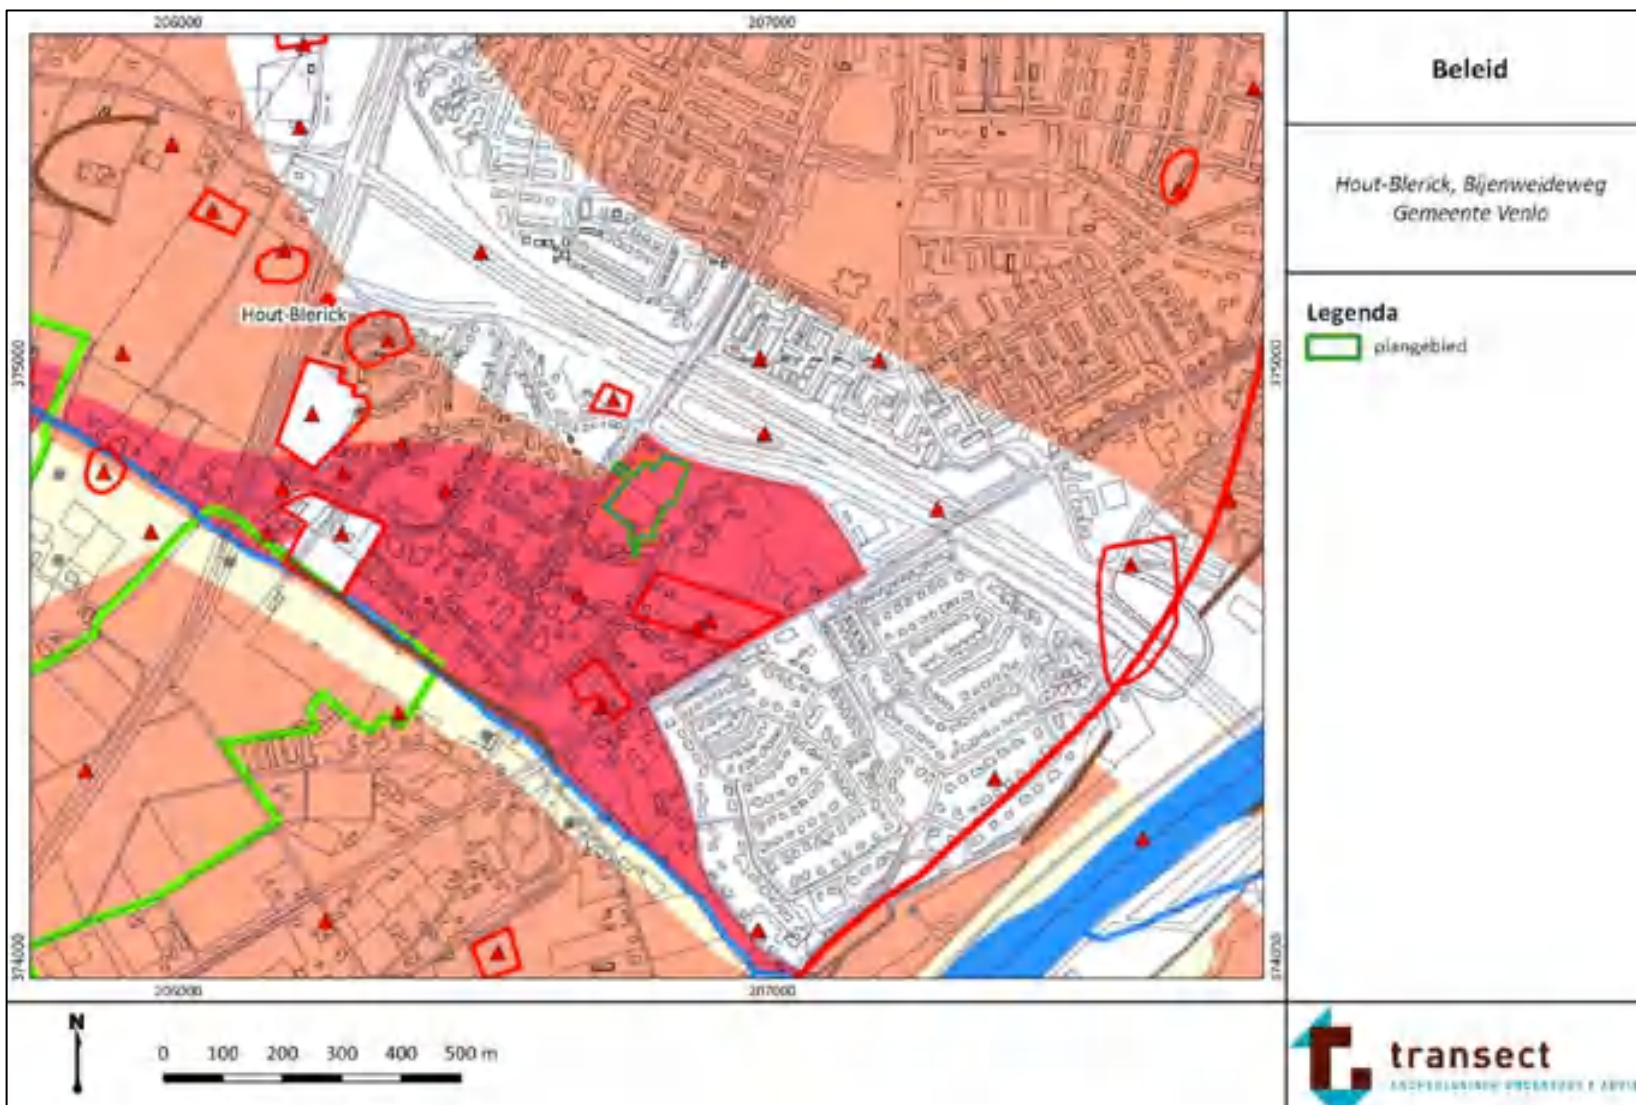 206000 207000
Beleid
Hout-Blerick, Bijenweideweg
Gemeente Venlo
Legenda
plangebied
Hout-Blerick
375000 375000
374000 374000
206000 207000
N
0 100 200 300 400 500 m
transect